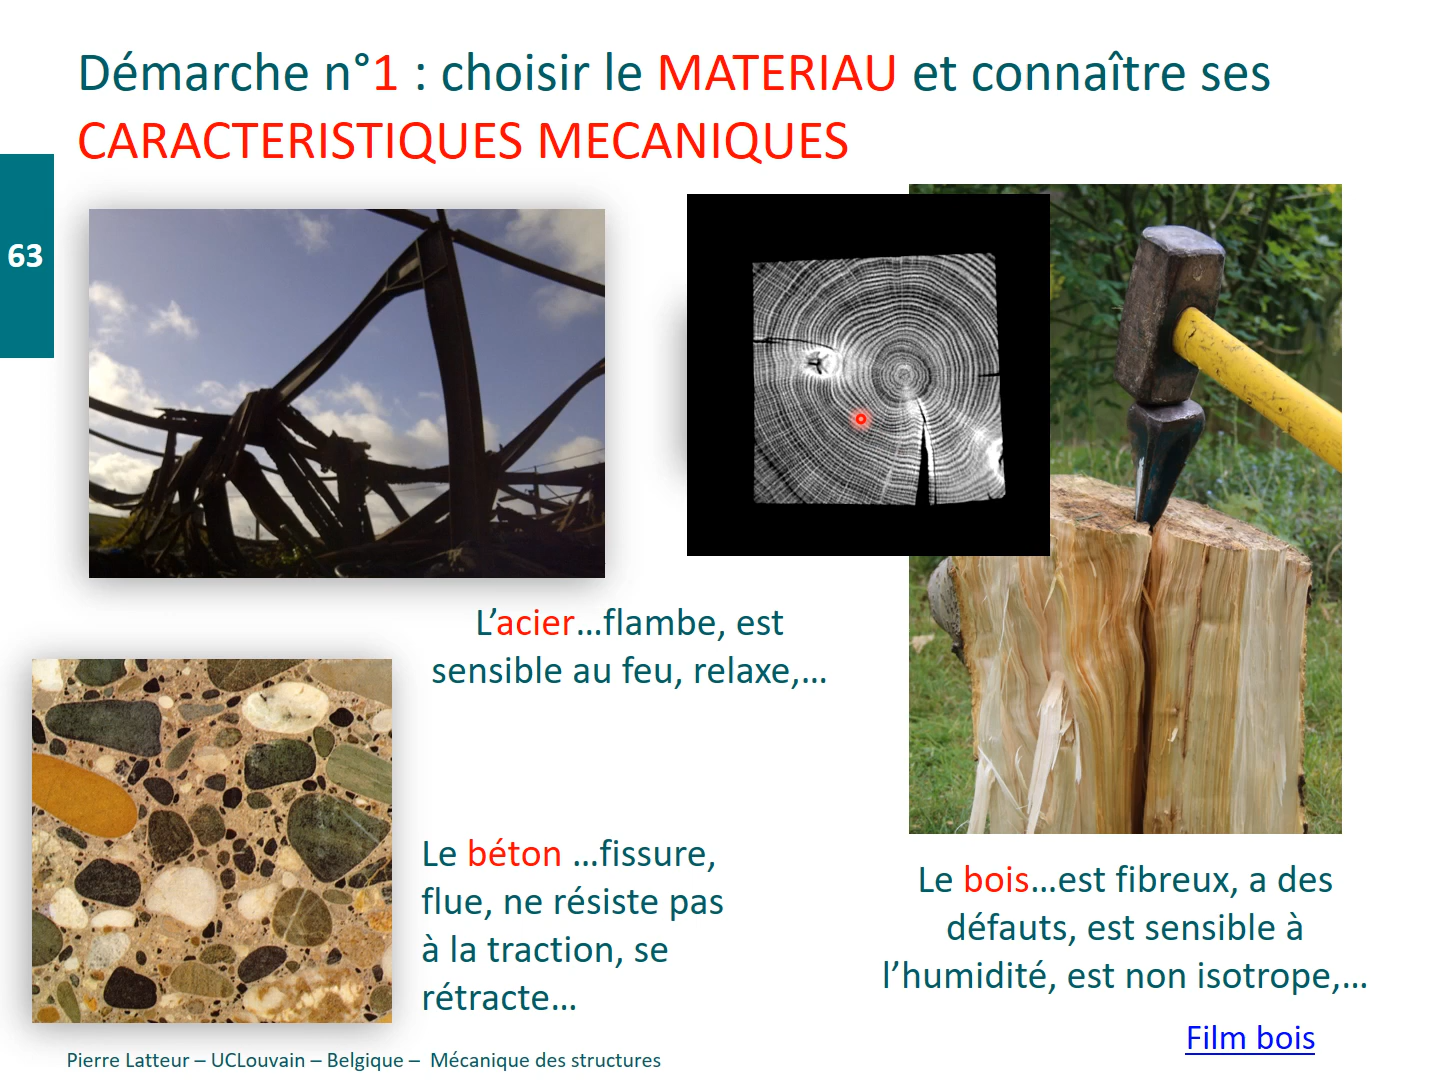 Démarche n°1 : choisir le MATERIAU et connaître ses
CARACTERISTIQUES MECANIQUES
63
L’acier…flambe, est
sensible au feu, relaxe,…
Le béton …fissure,
flue, ne résiste pas
à la traction, se
rétracte…
Le bois…est fibreux, a des
défauts, est sensible à
l’humidité, est non isotrope,…
Film bois
Pierre Latteur – UCLouvain – Belgique – Mécanique des structures